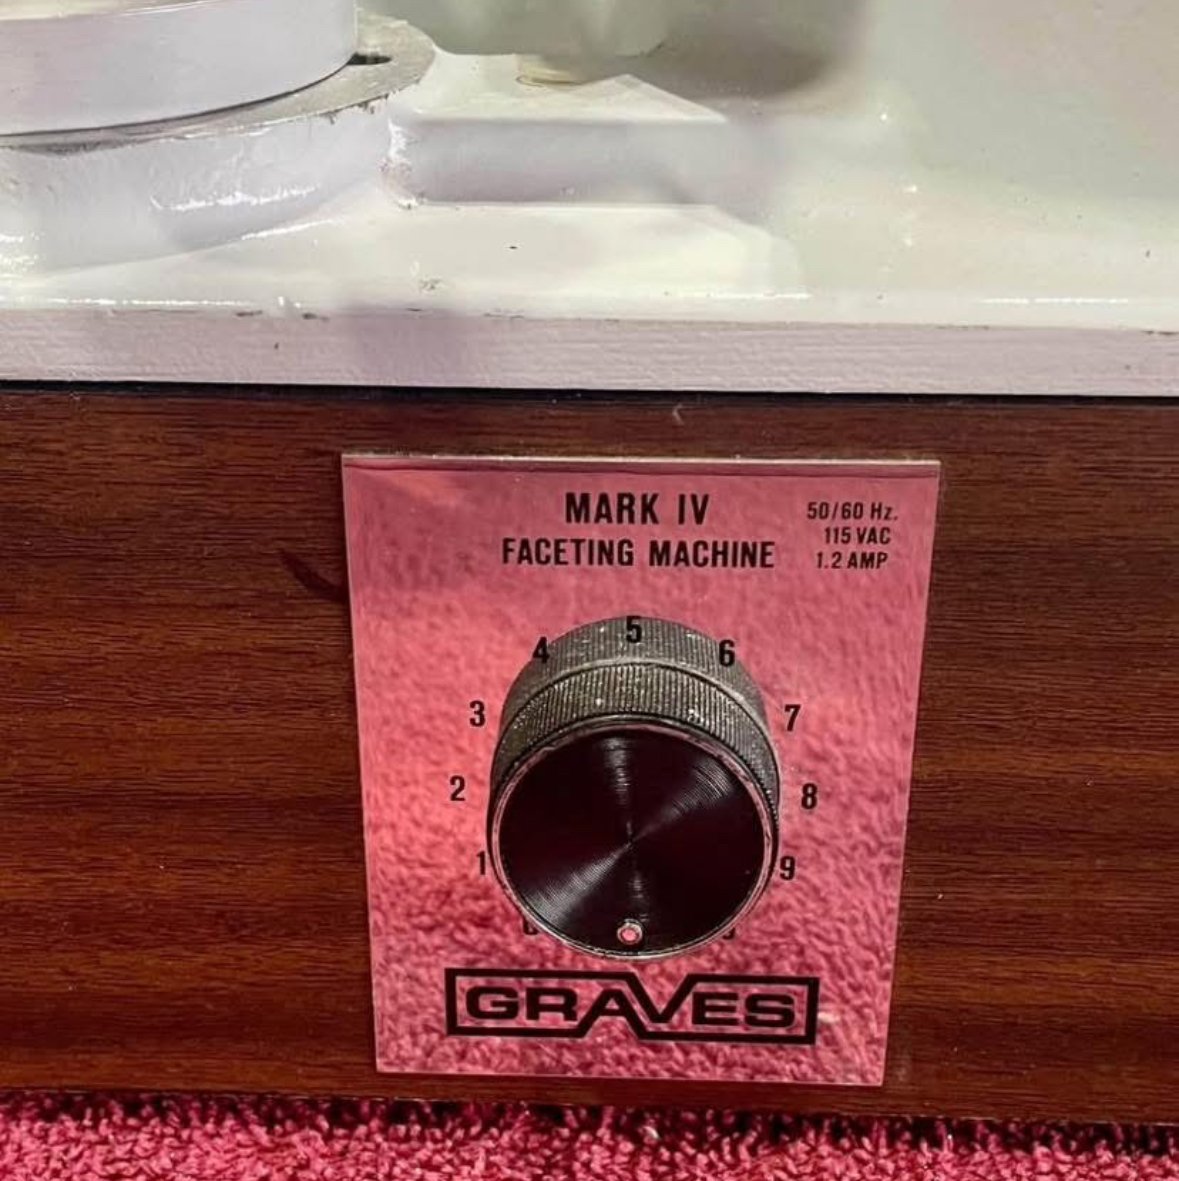 MARK IV
FACETING MACHINE
50/60 Hz.
115 VAC
1.2 AMP
5
4
6
3
7
2
8
1
9
GRAVES